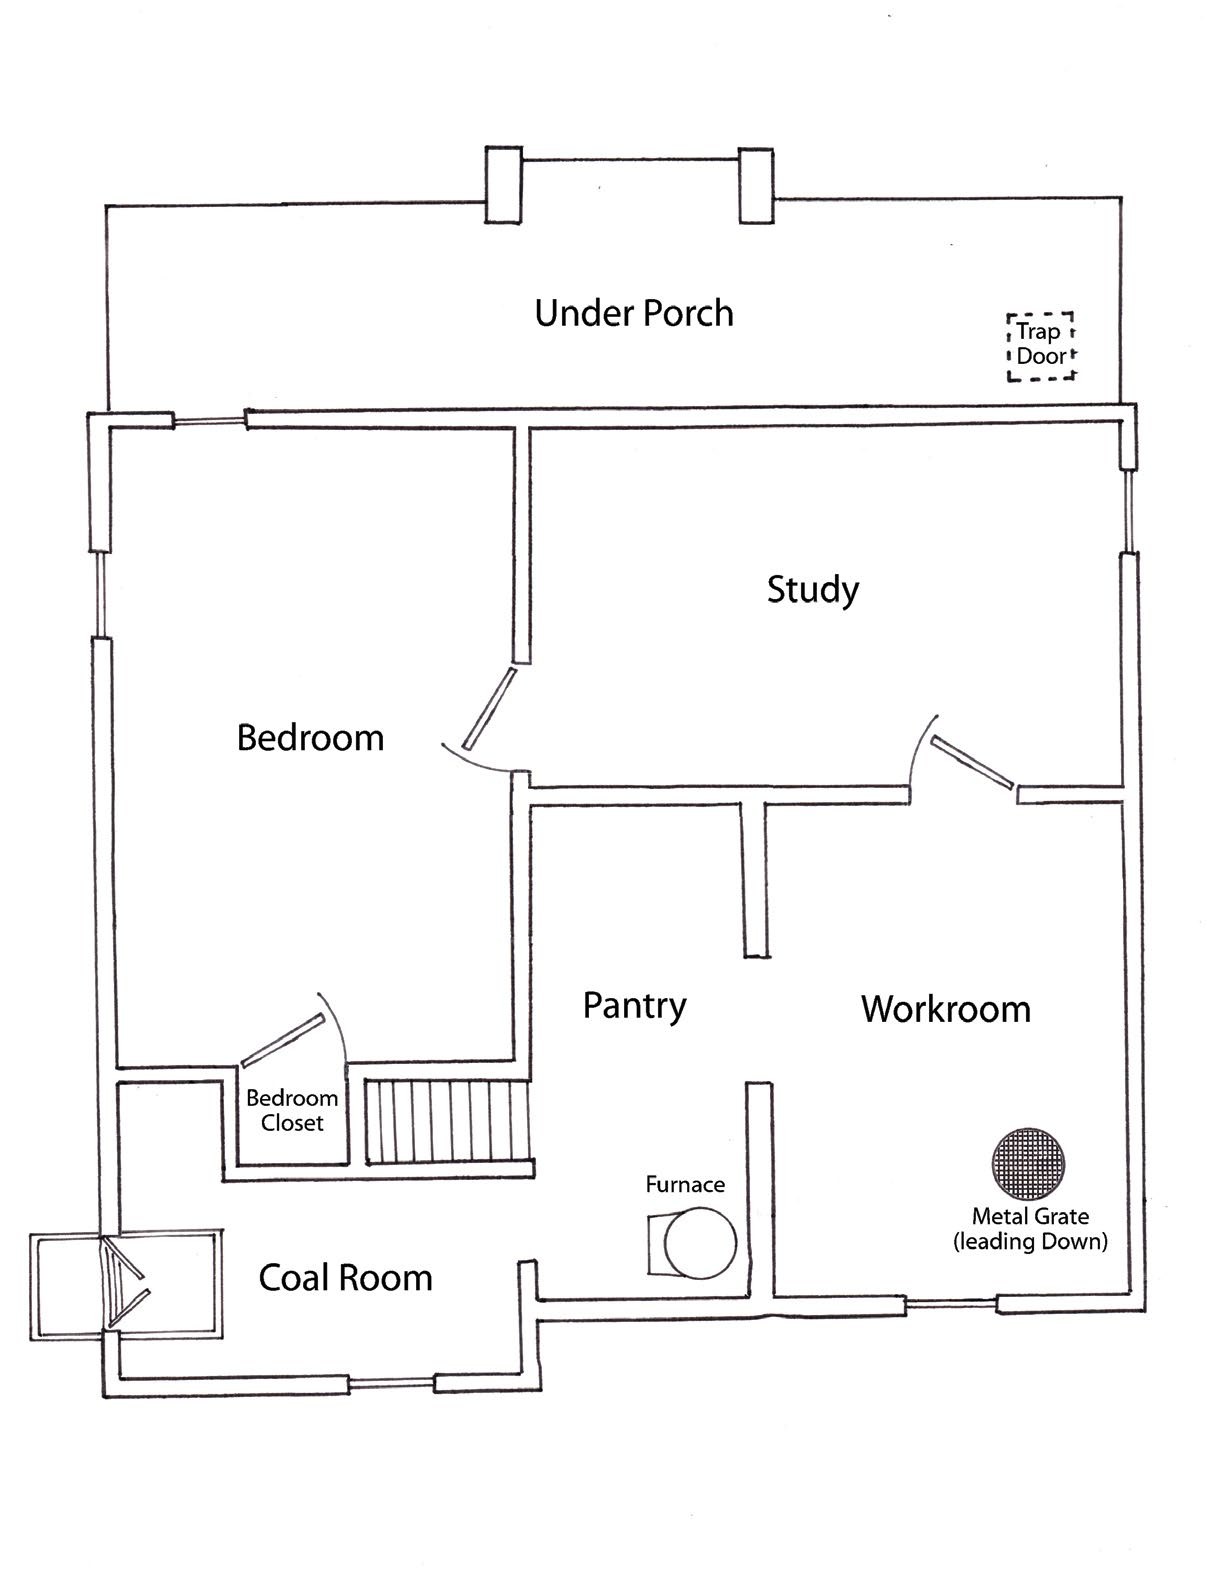 Under Porch
Trap
Door
Study
Bedroom
Pantry
Workroom
Bedroom
Closet
Furnace
Metal Grate
(leading Down)
Coal Room